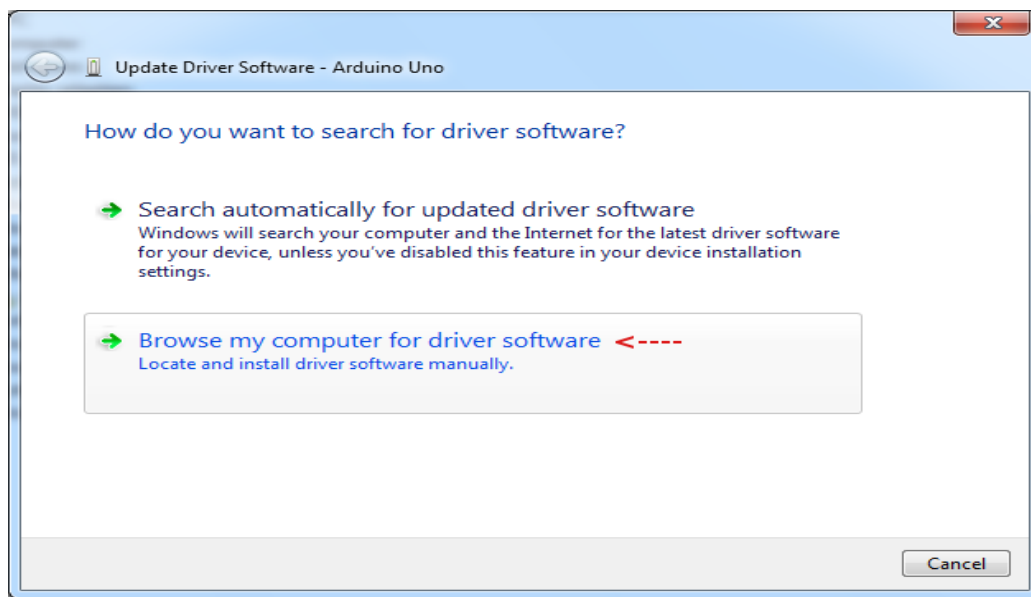 Update Driver Software - Arduino Uno
How do you want to search for driver software?
Search automatically for updated driver software
Windows will search your computer and the Internet for the latest driver software
for your device, unless you've disabled this feature in your device installation
settings.
Browse my computer for driver software <----
Locate and install driver software manually.
Cancel